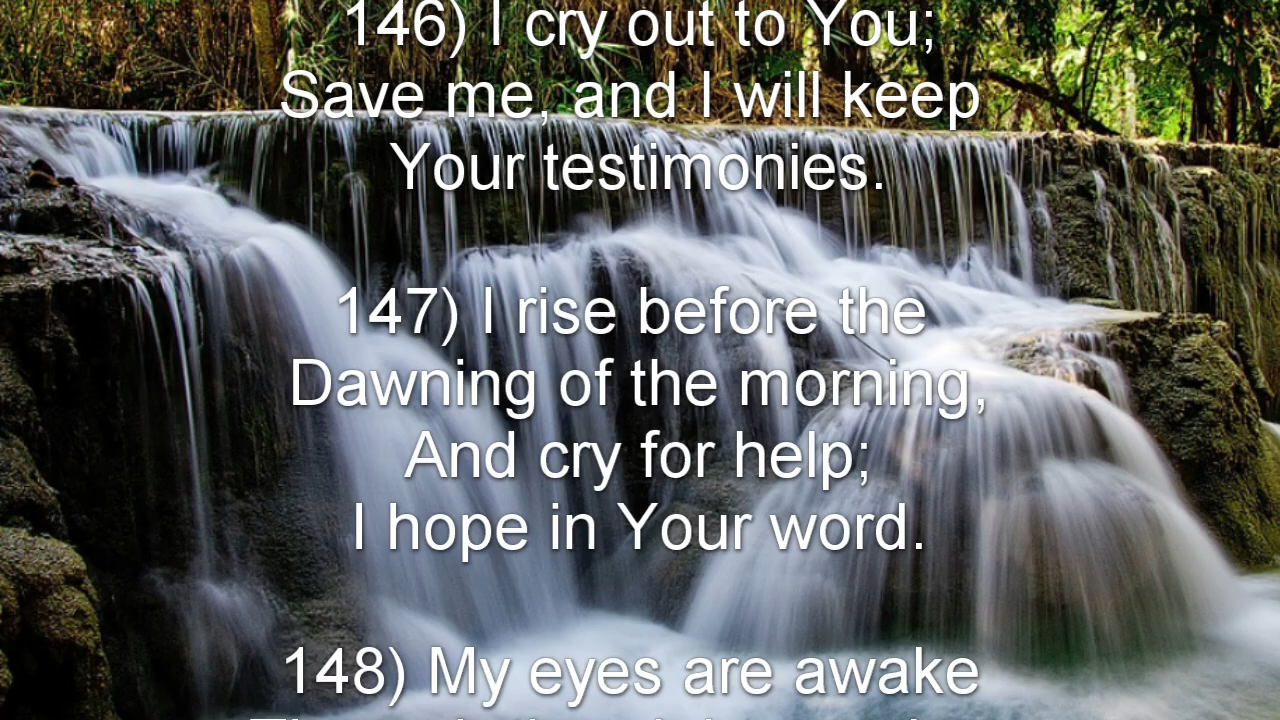 146) I cry out to You;
Save me, and I will keep
Your testimonies.
147) I rise before the
Dawning of the morning,
And cry for help;
I hope in Your word.
148) My eyes are awake